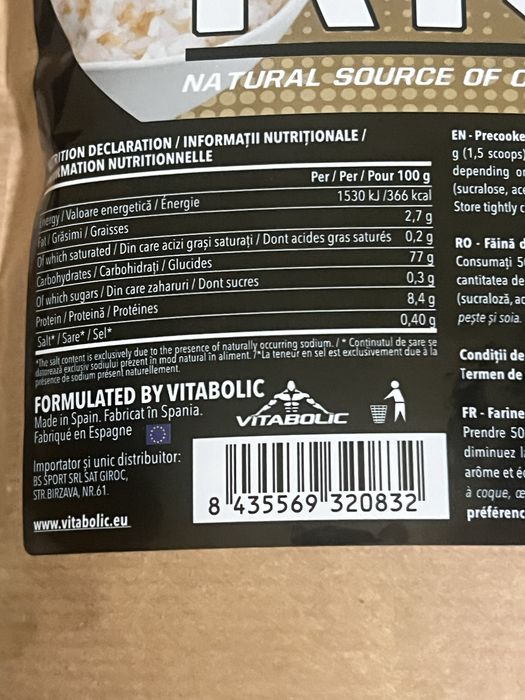 NATURAL SOURCE OF
DECLARATION / INFORMAȚII NUTRIȚIONALE /
NUTRITIONNELLE
Per / Per / Pour 100 g
Energy / Valoare energetică / Énergie 1530 kJ /366 kcal
Fat / Grăsimi / Graisses 2,7 g
Of which saturated / Din care acizi grași saturați / Dont acides gras saturés 0,2 g
Carbohydrates / Carbohidrați / Glucides 77 g
Of which sugars / Din care zaharuri / Dont sucres 0,3 g
Protein / Proteină / Protéines 8,4 g
Salt* / Sare* / Sel* 0,40 g
*The salt content is exclusively due to the presence of naturally occurring sodium. / * Conținutul de sare se
datorează exclusiv sodiului prezent în mod natural în aliment. /*La teneur en sel est exclusivement due à la
présence de sodium présent naturellement.
FORMULATED BY VITABOLIC
Made in Spain. Fabricat în Spania.
Fabriqué en Espagne
VITABOLIC
Importator și unic distribuitor:
BS SPORT SRL SAT GIROC,
STR.BIRZAVA, NR.61.
www.vitabolic.eu
8 435569 320832
EN - Precooke
g (1,5 scoops)
depending
(sucralose,
Store tightly
RO - Făină
Consumați
cantitatea de
(sucraloză,
pește și soia.
Condiții de
Termen de
FR - Farine
Prendre 50
diminuez
arôme et
à coque,
préférenc